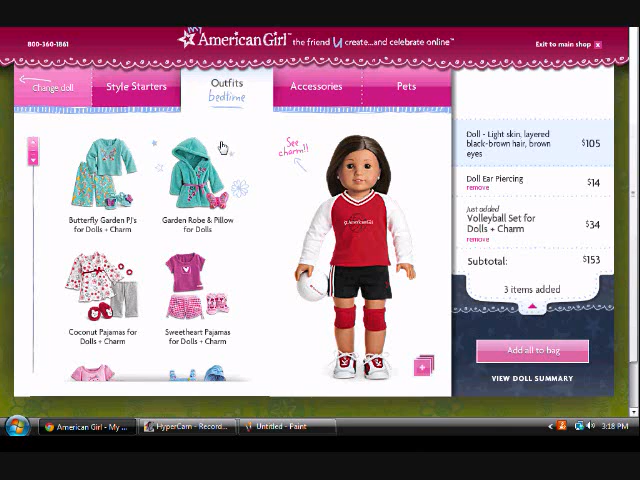 800-360-1861
my
American Girl™ the friend U create...and celebrate online™
Exit to main shop x
Change doll
Style Starters
Outfits
bedtime
Accessories
Pets
See
charm!!
Butterfly Garden PJ's
for Dolls + Charm
Garden Robe & Pillow
for Dolls
Coconut Pajamas for
Dolls + Charm
Sweetheart Pajamas
for Dolls + Charm
AmericanGirl
Doll - Light skin, layered
black-brown hair, brown
eyes
$105
Doll Ear Piercing
$14
remove
Just added
Volleyball Set for
Dolls + Charm
$34
remove
Subtotal:
$153
3 items added
Add all to bag
VIEW DOLL SUMMARY
American Girl - My ...
HyperCam - Record...
Untitled - Paint
3:18 PM